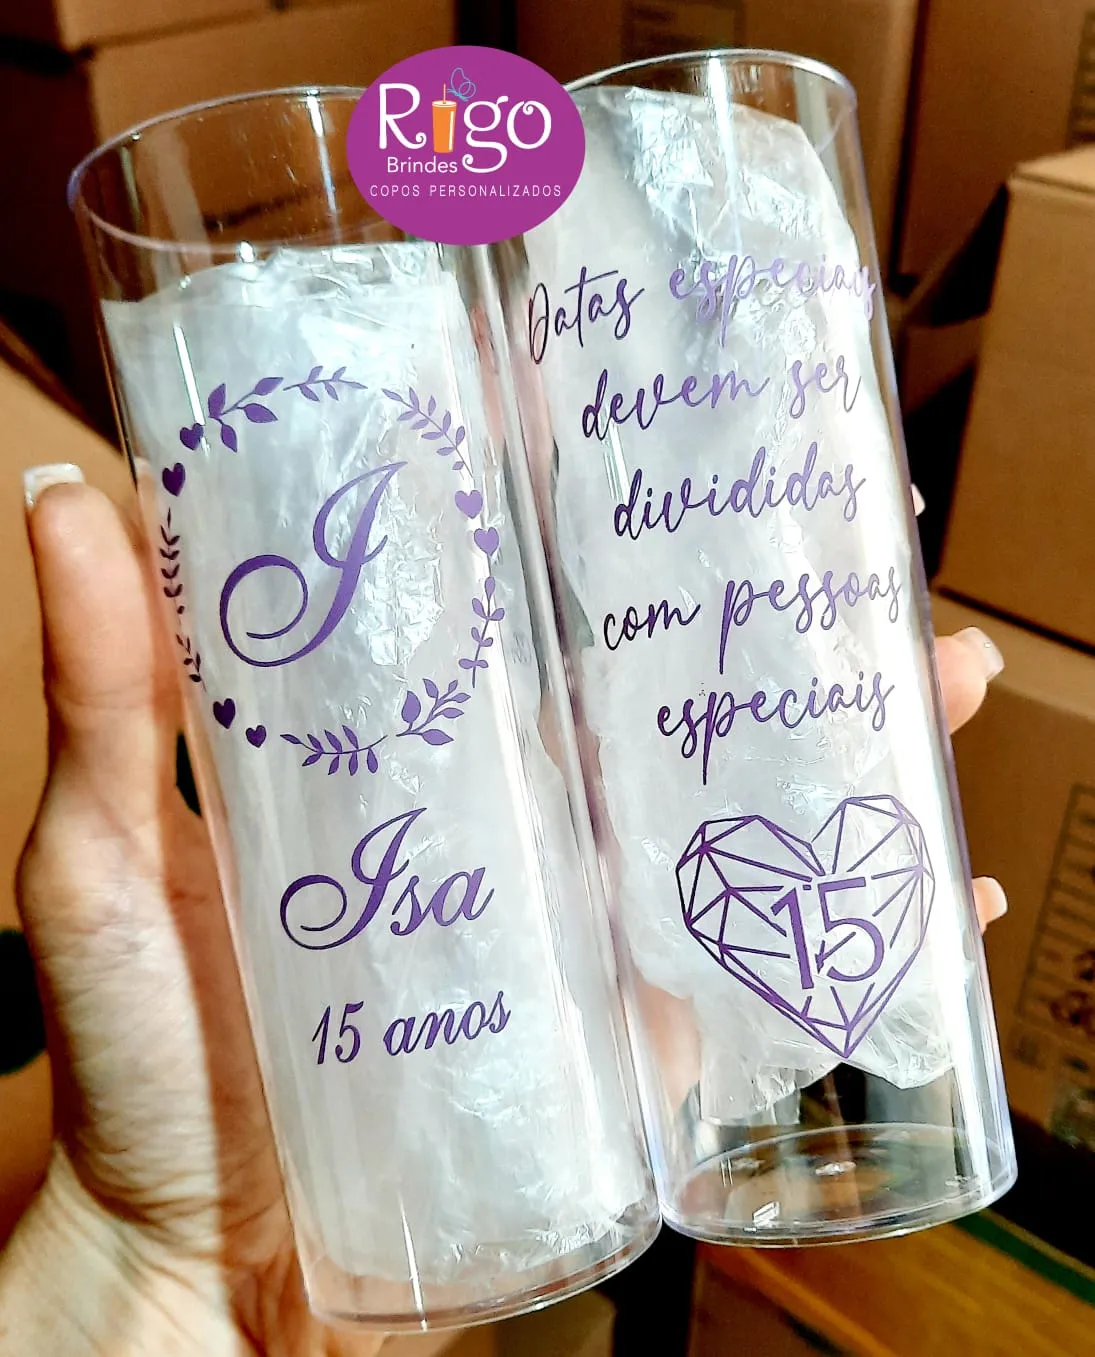 Rigo
Brindes
COPOS PERSONALIZADOS
I
Isa
15 anos
Datas especiais
devem ser
divididas
com pessoas
especiais
15